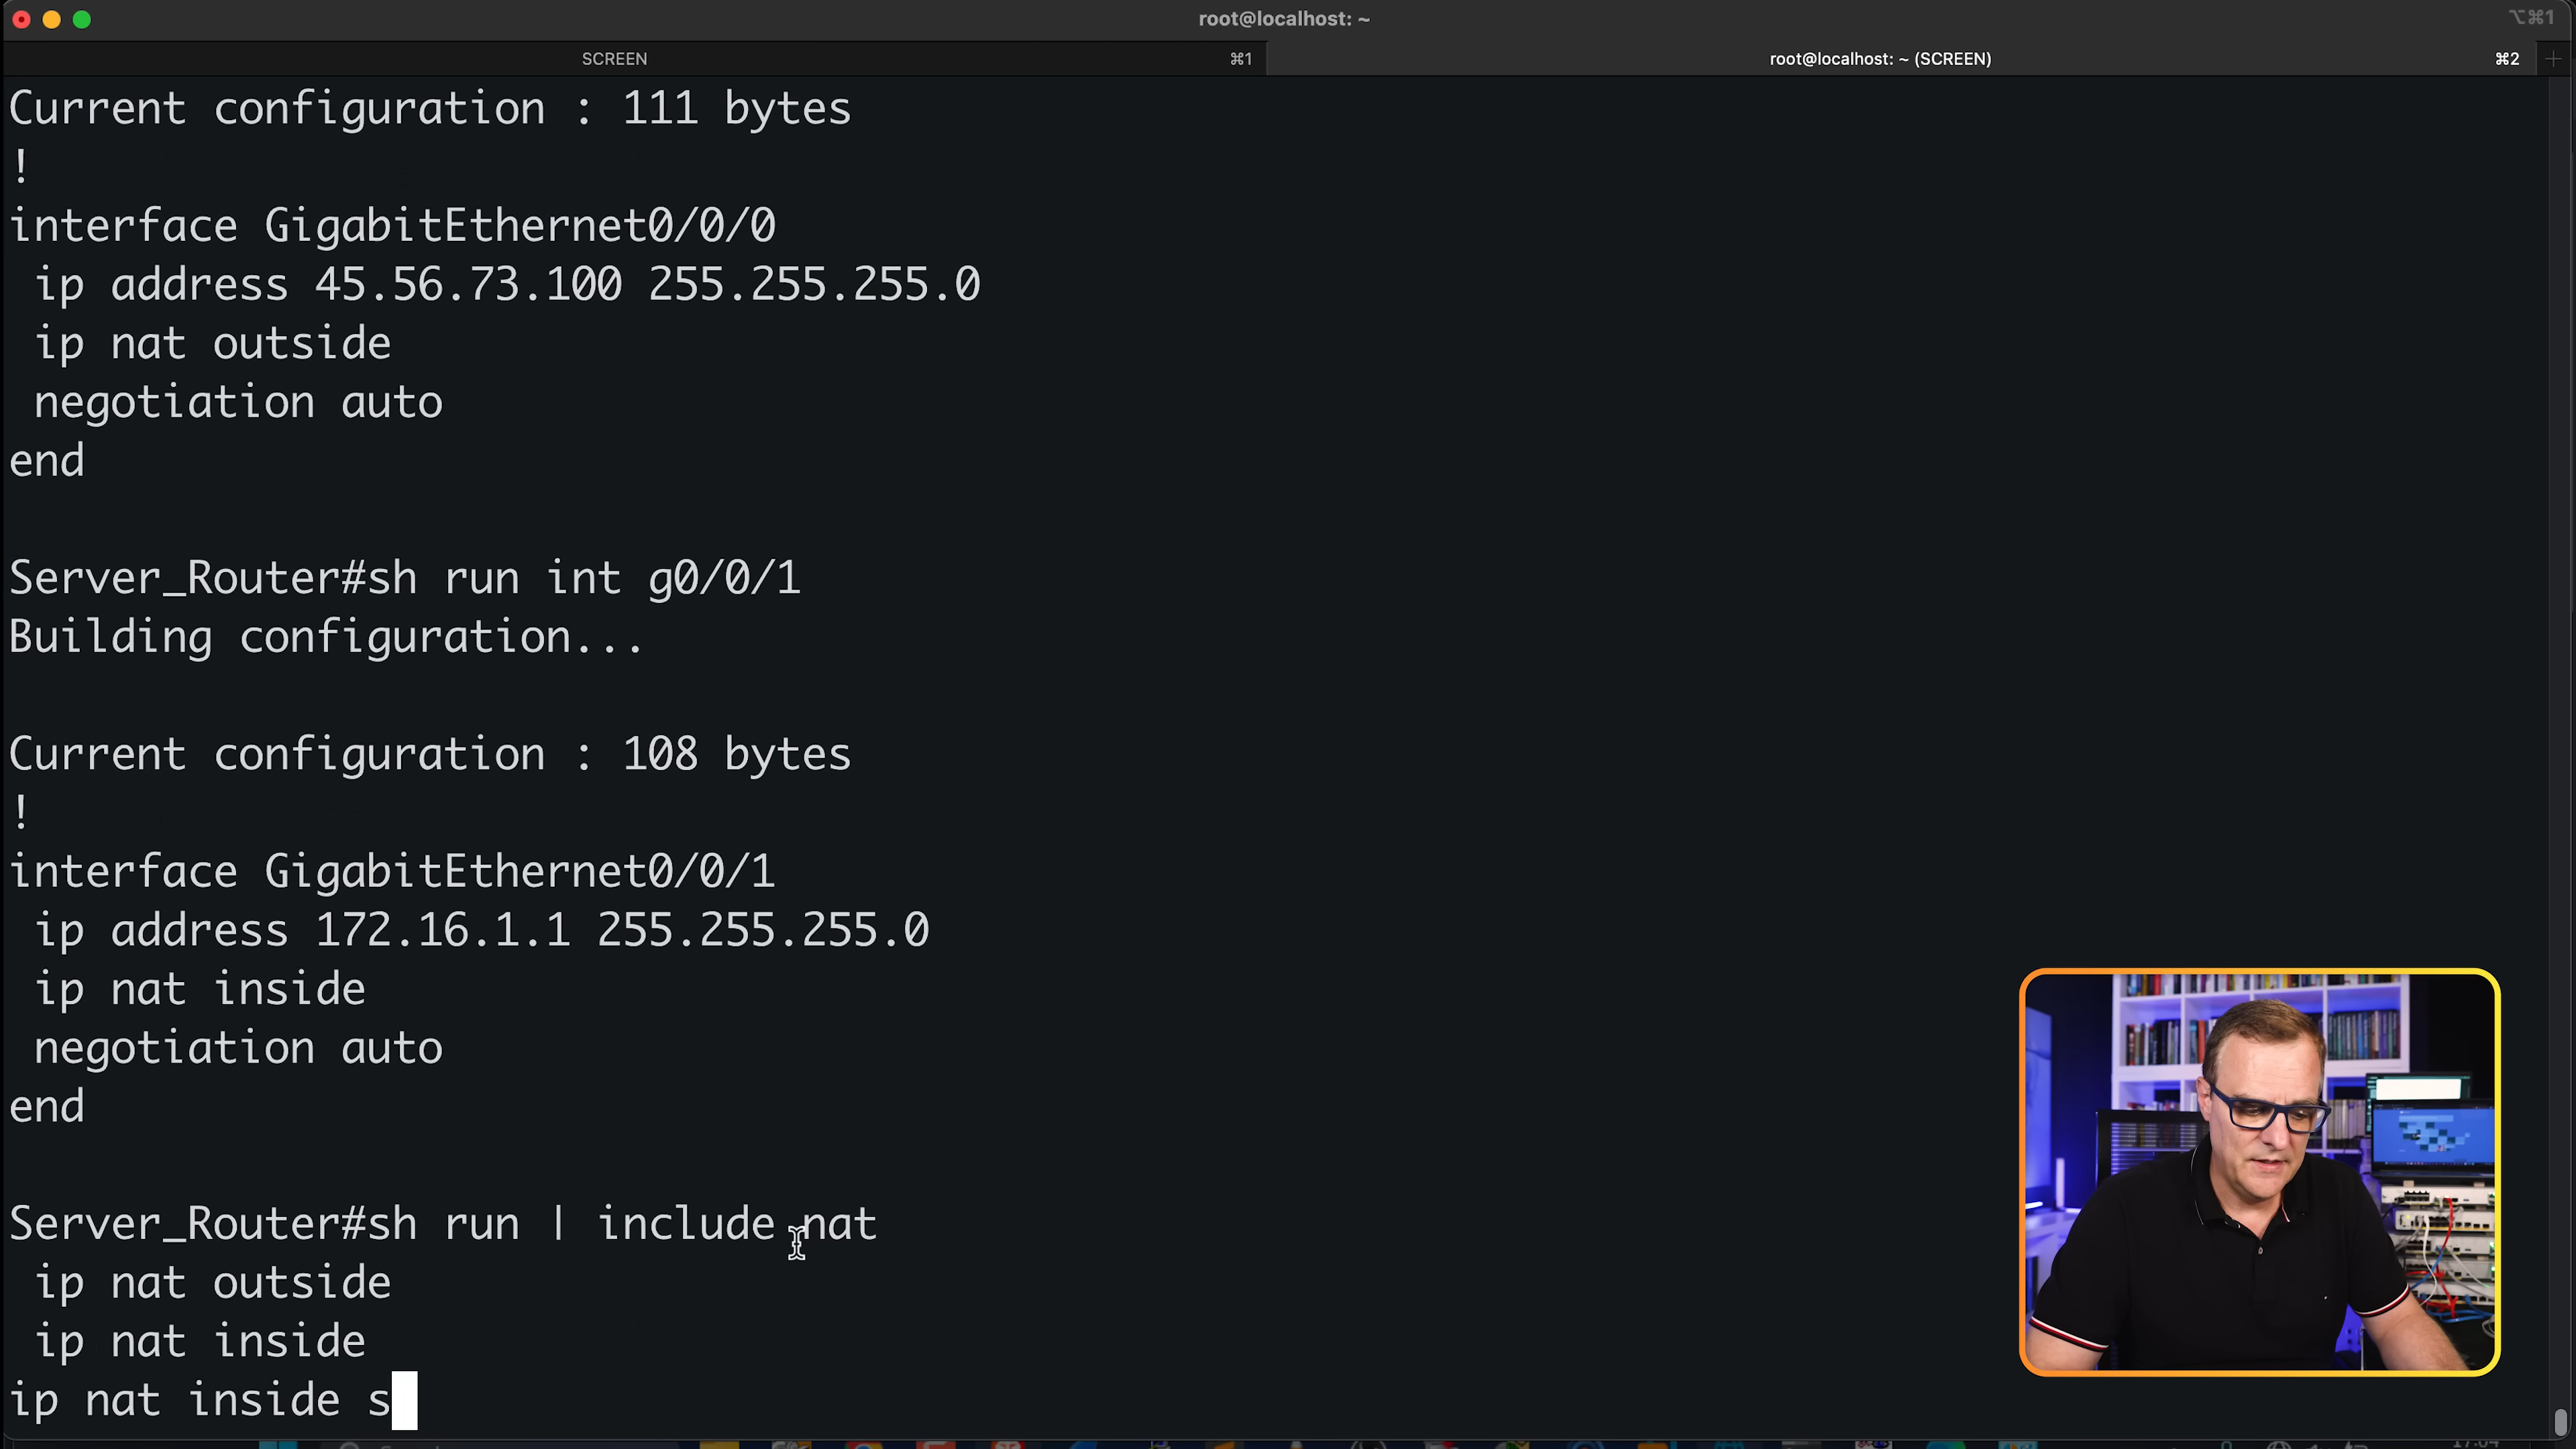 root@localhost: ~
⌥⌘1
SCREEN
⌘1
root@localhost: ~ (SCREEN)
⌘2
Current configuration : 111 bytes
!
interface GigabitEthernet0/0/0
ip address 45.56.73.100 255.255.255.0
ip nat outside
negotiation auto
end
Server_Router#sh run int g0/0/1
Building configuration...
Current configuration : 108 bytes
!
interface GigabitEthernet0/0/1
ip address 172.16.1.1 255.255.255.0
ip nat inside
negotiation auto
end
Server_Router#sh run | include nat
ip nat outside
ip nat inside
ip nat inside s